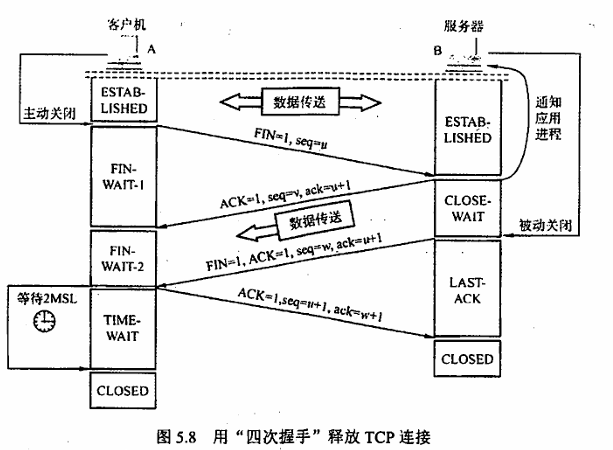 客户机
服务器
A
B
ESTAB-
LISHED
数据传送
ESTAB-
LISHED
通知
应用
进程
主动关闭
FIN=1, seq=u
FIN-
WAIT-1
ACK=1, seq=v, ack=u+1
CLOSE-
WAIT
数据传送
被动关闭
FIN-
WAIT-2
FIN=1, ACK=1, seq=w, ack=u+1
等待2MSL
ACK=1,seq=u+1, ack=w+1
LAST-
ACK
TIME-
WAIT
CLOSED
CLOSED
图 5.8 用“四次握手”释放 TCP 连接